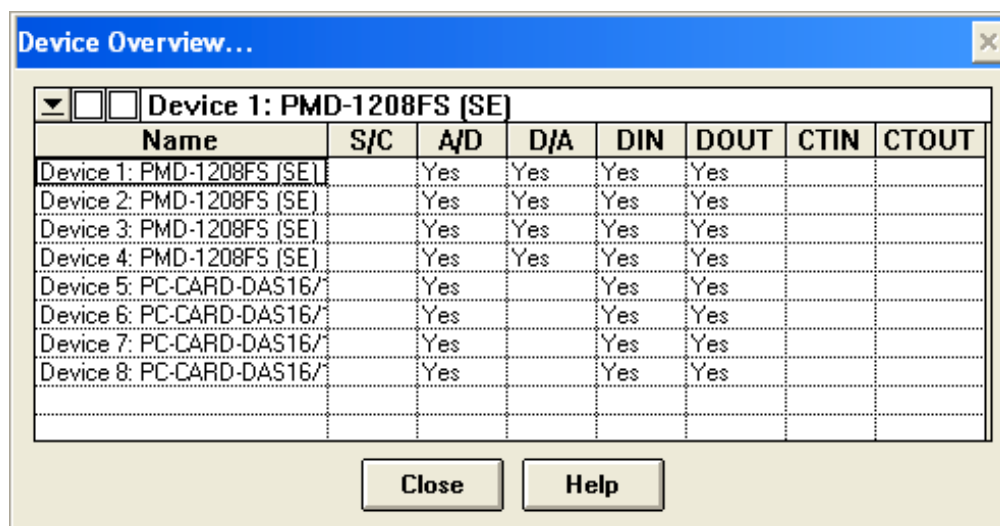 Device Overview...
Device 1: PMD-1208FS (SE)
Name S/C A/D D/A DIN DOUT CTIN CTOUT
Device 1: PMD-1208FS (SE) Yes Yes Yes Yes
Device 2: PMD-1208FS (SE) Yes Yes Yes Yes
Device 3: PMD-1208FS (SE) Yes Yes Yes Yes
Device 4: PMD-1208FS (SE) Yes Yes Yes Yes
Device 5: PC-CARD-DAS16/ Yes Yes Yes
Device 6: PC-CARD-DAS16/ Yes Yes Yes
Device 7: PC-CARD-DAS16/ Yes Yes Yes
Device 8: PC-CARD-DAS16/ Yes Yes Yes
Close Help